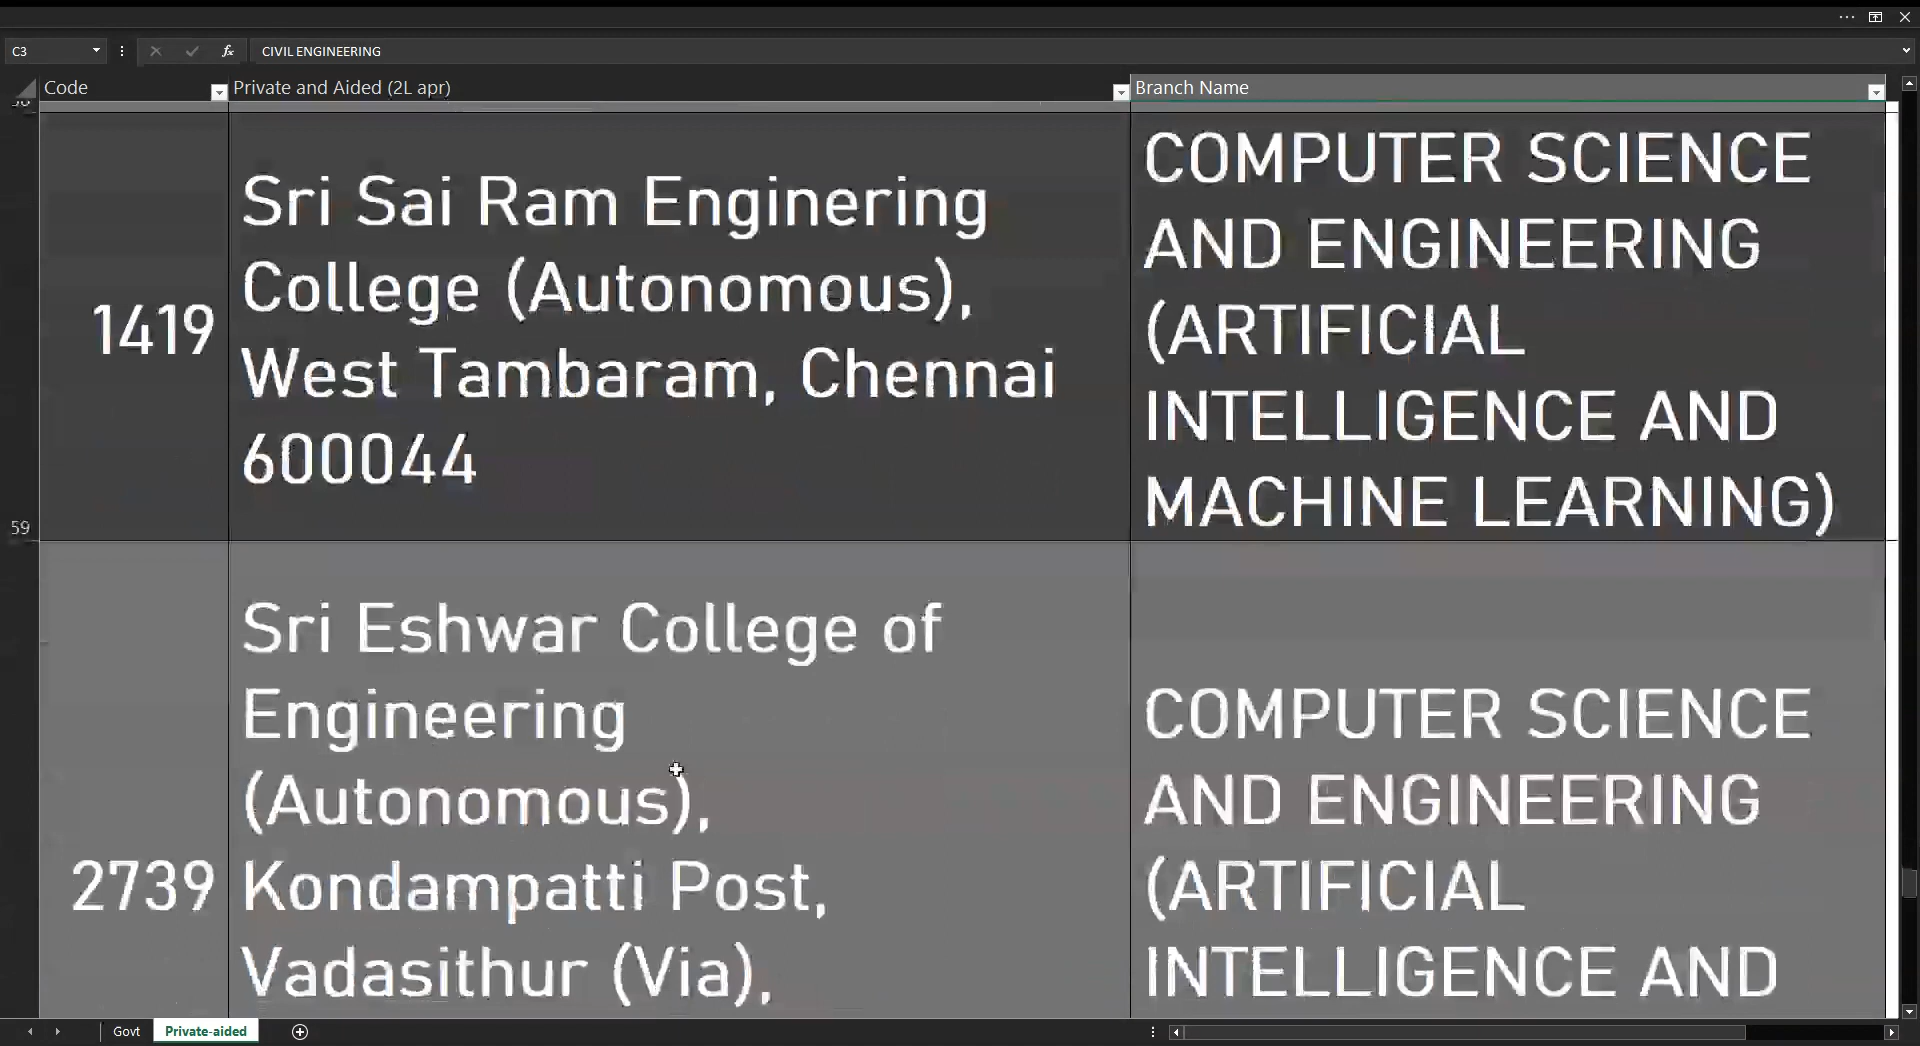 C3
fx
CIVIL ENGINEERING
Code
Private and Aided (2L apr)
Branch Name
1419
Sri Sai Ram Enginering
College (Autonomous),
West Tambaram, Chennai
600044
COMPUTER SCIENCE
AND ENGINEERING
(ARTIFICIAL
INTELLIGENCE AND
MACHINE LEARNING)
59
2739
Sri Eshwar College of
Engineering
(Autonomous),
Kondampatti Post,
Vadasithur (Via),
COMPUTER SCIENCE
AND ENGINEERING
(ARTIFICIAL
INTELLIGENCE AND
Govt
Private-aided